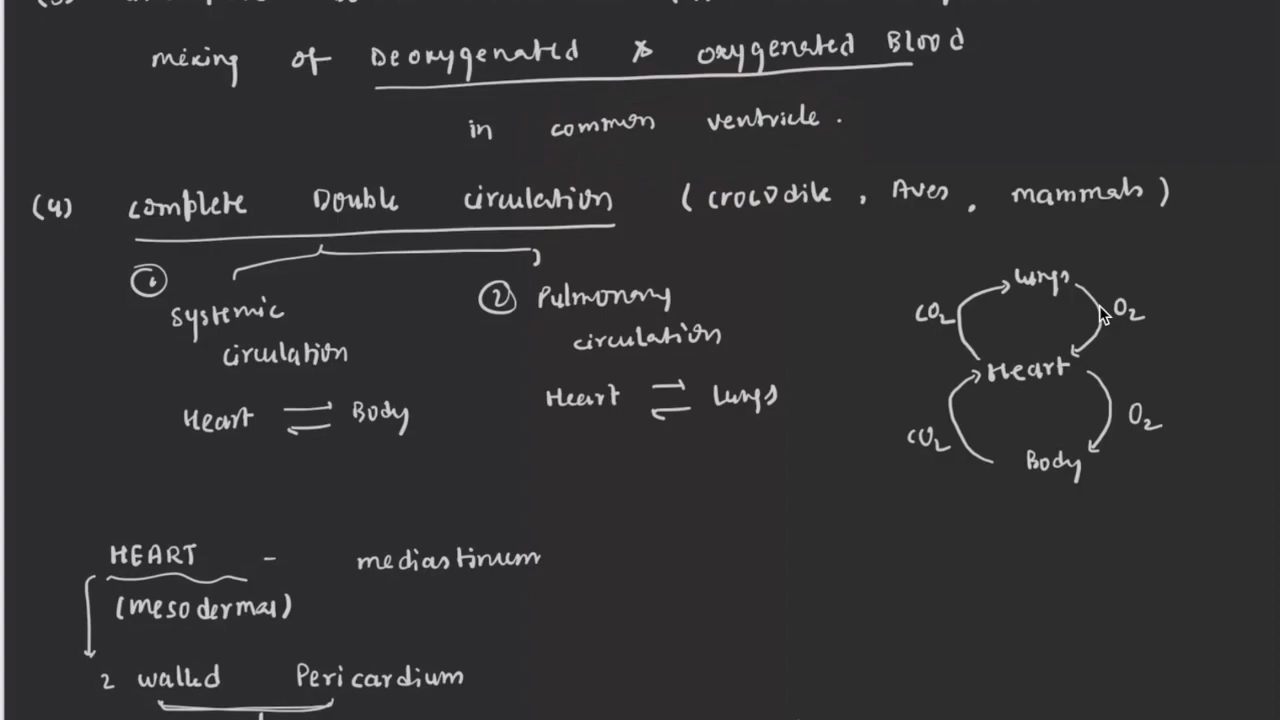 mixing of Deoxygenated & oxygenated Blood
in common ventricle.
(4) complete Double circulation (crocodile, Aves, mammals)
① Systemic circulation
② Pulmonary circulation
Heart ⇌ Body
Heart ⇌ Lungs
Lungs
CO2 O2
Heart
CO2 O2
Body
HEART - mediastinum
(mesodermal)
2 walled Pericardium